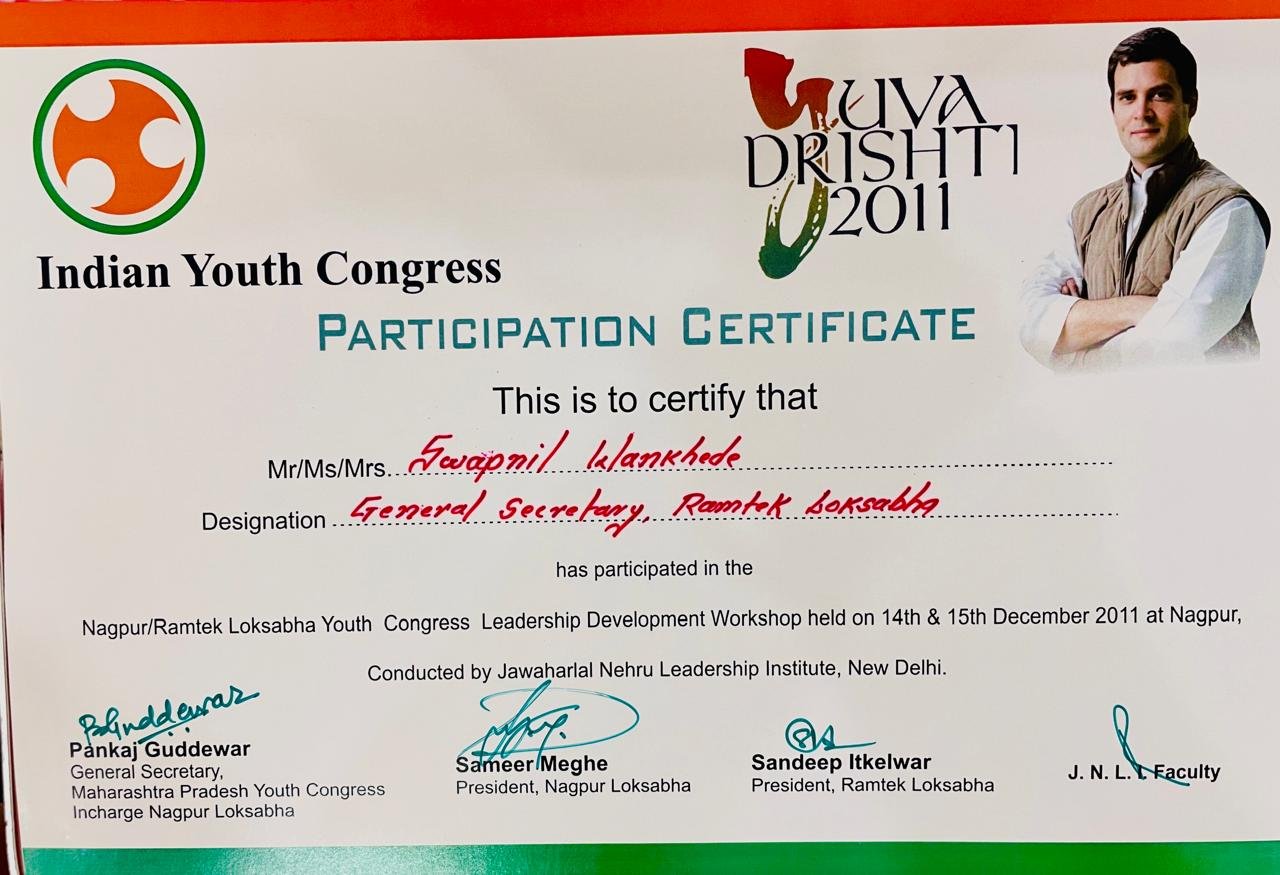 YUVA
DRISHTI
2011
Indian Youth Congress
PARTICIPATION CERTIFICATE
This is to certify that
Mr/Ms/Mrs. Swapnil Wankhede
Designation General Secretary, Ramtek Loksabha
has participated in the
Nagpur/Ramtek Loksabha Youth Congress Leadership Development Workshop held on 14th & 15th December 2011 at Nagpur,
Conducted by Jawaharlal Nehru Leadership Institute, New Delhi.
Pankaj Guddewar
General Secretary,
Maharashtra Pradesh Youth Congress
Incharge Nagpur Loksabha
Sameer Meghe
President, Nagpur Loksabha
Sandeep Itkelwar
President, Ramtek Loksabha
J. N. L. I. Faculty